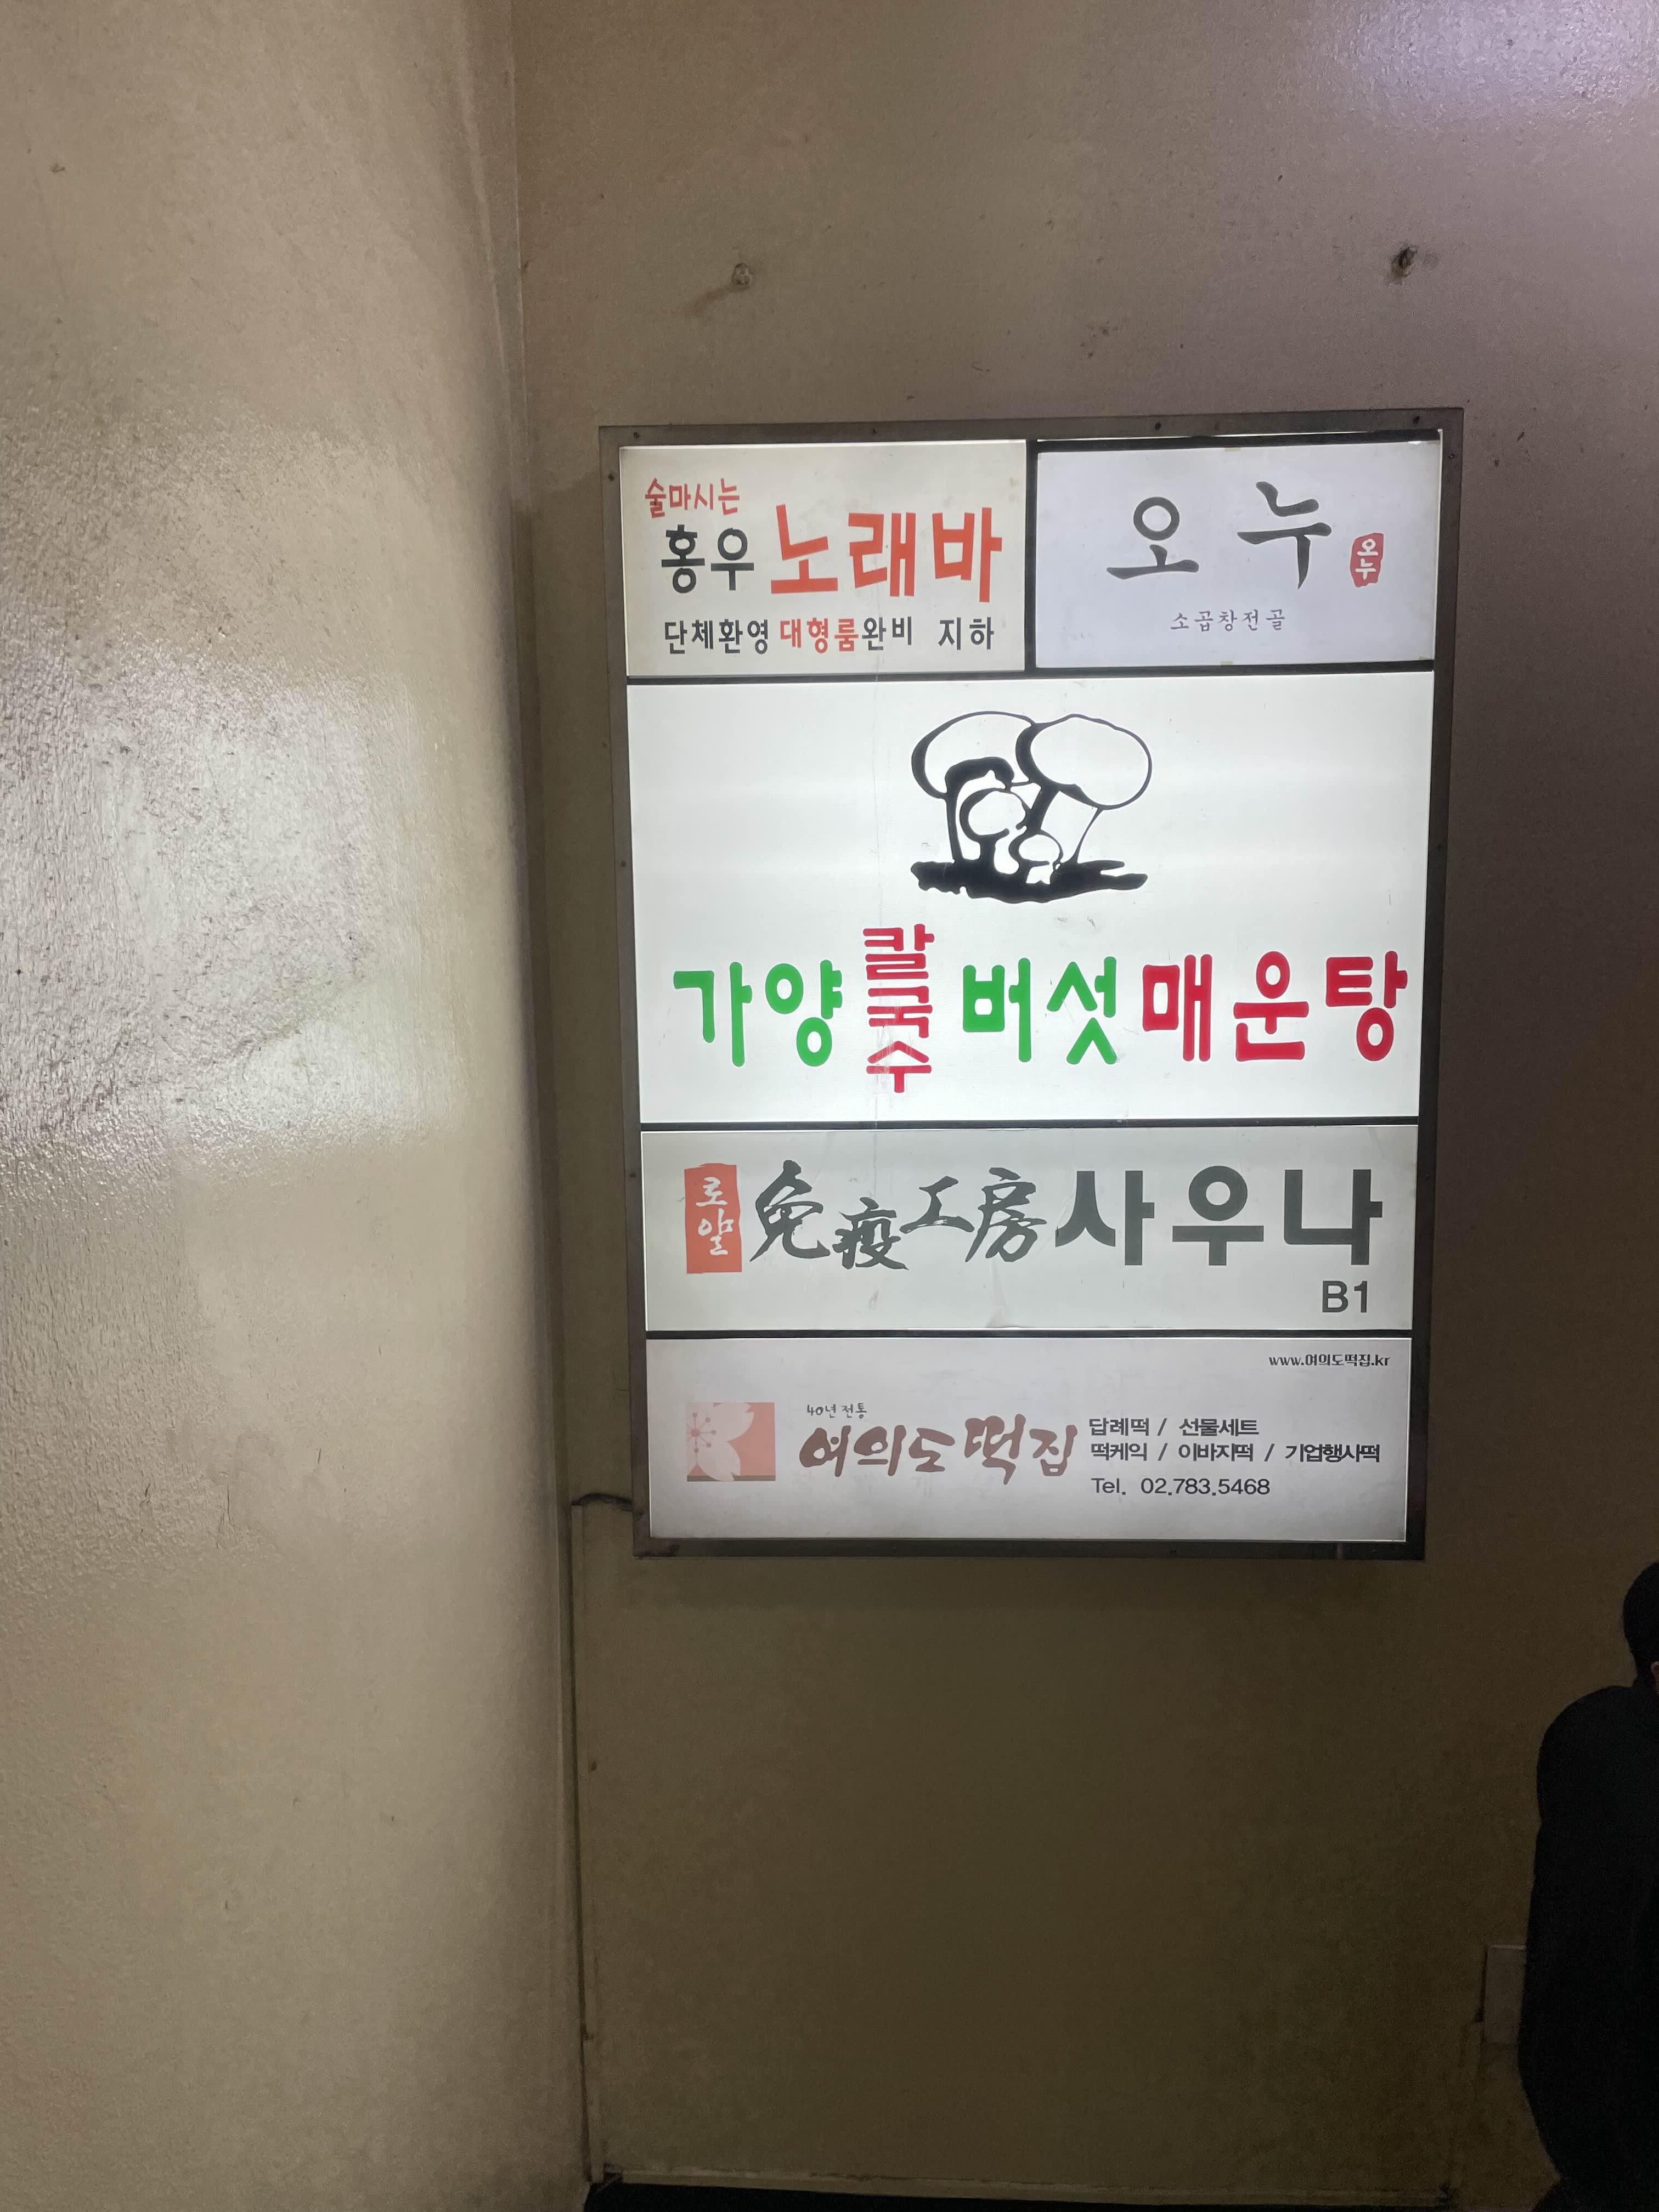 술마시는
홍우 노래바
단체환영 대형룸완비 지하
오누
오누
소곱창전골
가양 칼국수 버섯매운탕
로얄 免疫工房 사우나
B1
www.여의도떡집.kr
40년 전통
여의도떡집
답례떡 / 선물세트
떡케익 / 이바지떡 / 기업행사떡
Tel. 02.783.5468